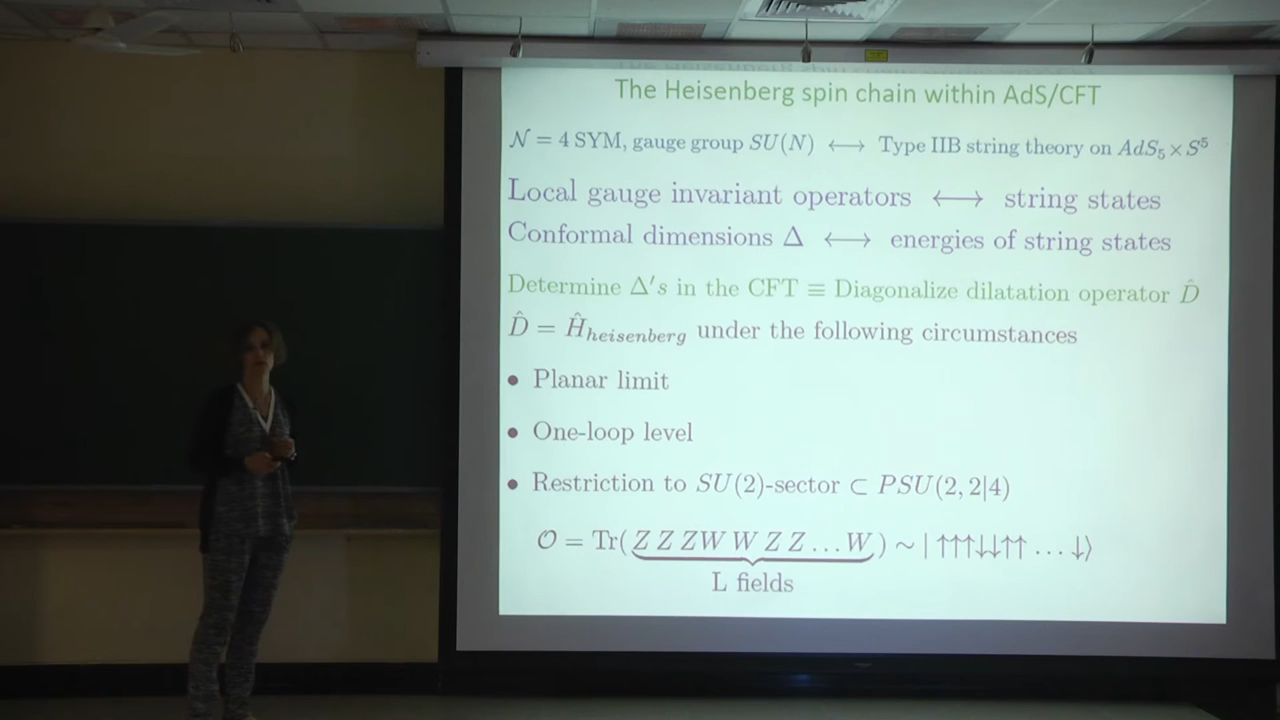 The Heisenberg spin chain within AdS/CFT
𝒩 = 4 SYM, gauge group SU(N) ⟷ Type IIB string theory on AdS₅ × S⁵
Local gauge invariant operators ⟷ string states
Conformal dimensions Δ ⟷ energies of string states
Determine Δ′s in the CFT ≡ Diagonalize dilatation operator D̂
D̂ = Ĥ_heisenberg under the following circumstances
• Planar limit
• One-loop level
• Restriction to SU(2)-sector ⊂ PSU(2, 2|4)
𝒪 = Tr(Z Z Z W W Z Z … W) ~ | ↑↑↑↓↓↑↑ … ↓⟩
L fields